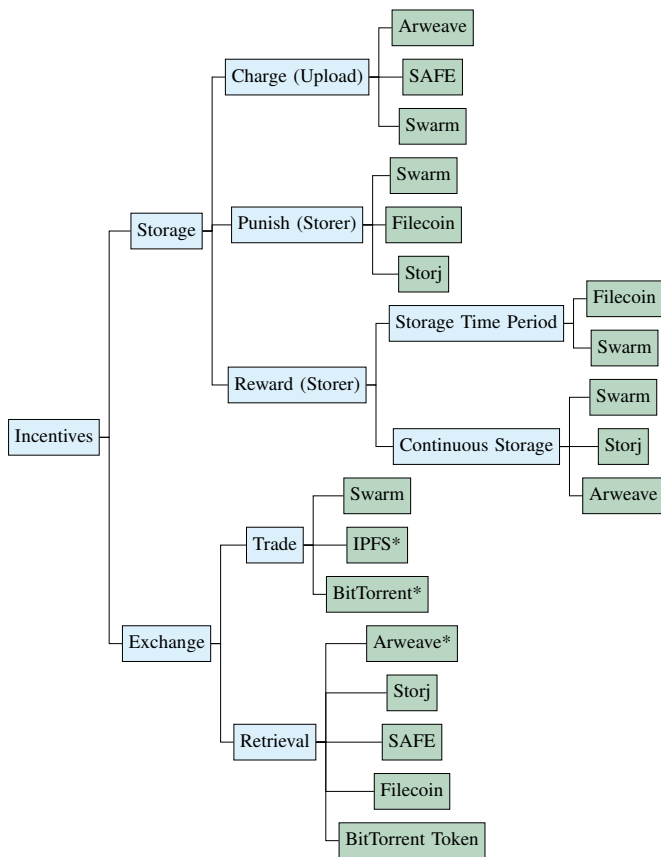 Arweave
Charge (Upload)
SAFE
Swarm
Swarm
Storage
Punish (Storer)
Filecoin
Storj
Filecoin
Storage Time Period
Swarm
Reward (Storer)
Swarm
Incentives
Continuous Storage
Storj
Arweave
Swarm
Trade
IPFS*
BitTorrent*
Exchange
Arweave*
Storj
Retrieval
SAFE
Filecoin
BitTorrent Token